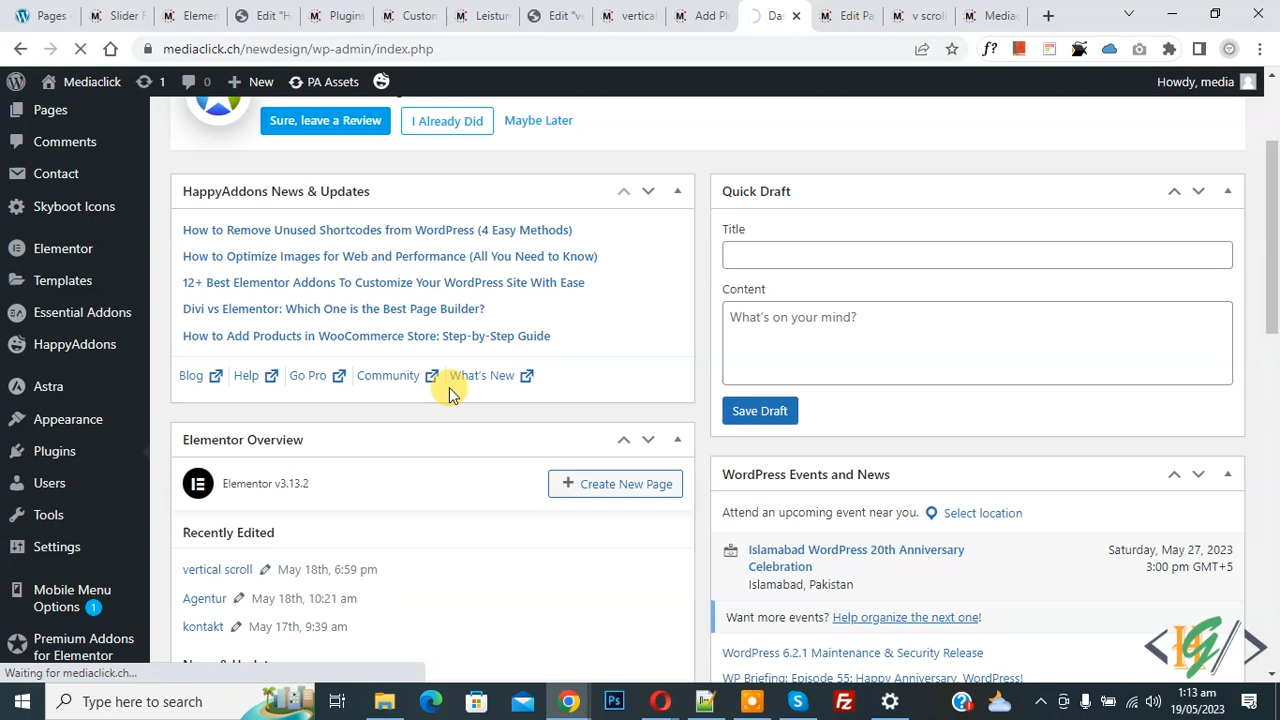 Pages
Slider F
Elemen
Edit "H
Plugins
Custon
Leistun
Edit "ve
vertical
Add Plu
Da
Edit Pa
v scroll
Mediac
mediaclick.ch/newdesign/wp-admin/index.php
Mediaclick
1
0
New
PA Assets
Howdy, media
Pages
Comments
Contact
Skyboot Icons
Elementor
Templates
Essential Addons
HappyAddons
Astra
Appearance
Plugins
Users
Tools
Settings
Mobile Menu
Options 1
Premium Addons
for Elementor
Sure, leave a Review
I Already Did
Maybe Later
HappyAddons News & Updates
How to Remove Unused Shortcodes from WordPress (4 Easy Methods)
How to Optimize Images for Web and Performance (All You Need to Know)
12+ Best Elementor Addons To Customize Your WordPress Site With Ease
Divi vs Elementor: Which One is the Best Page Builder?
How to Add Products in WooCommerce Store: Step-by-Step Guide
Blog
Help
Go Pro
Community
What's New
Elementor Overview
Elementor v3.13.2
+ Create New Page
Recently Edited
vertical scroll May 18th, 6:59 pm
Agentur May 18th, 10:21 am
kontakt May 17th, 9:39 am
Quick Draft
Title
Content
What's on your mind?
Save Draft
WordPress Events and News
Attend an upcoming event near you. Select location
Islamabad WordPress 20th Anniversary
Celebration
Islamabad, Pakistan
Saturday, May 27, 2023
3:00 pm GMT+5
Want more events? Help organize the next one!
WordPress 6.2.1 Maintenance & Security Release
WP Briefing: Episode 55: Happy Anniversary, WordPress!
Waiting for mediaclick.ch...
Type here to search
1:13 am
19/05/2023